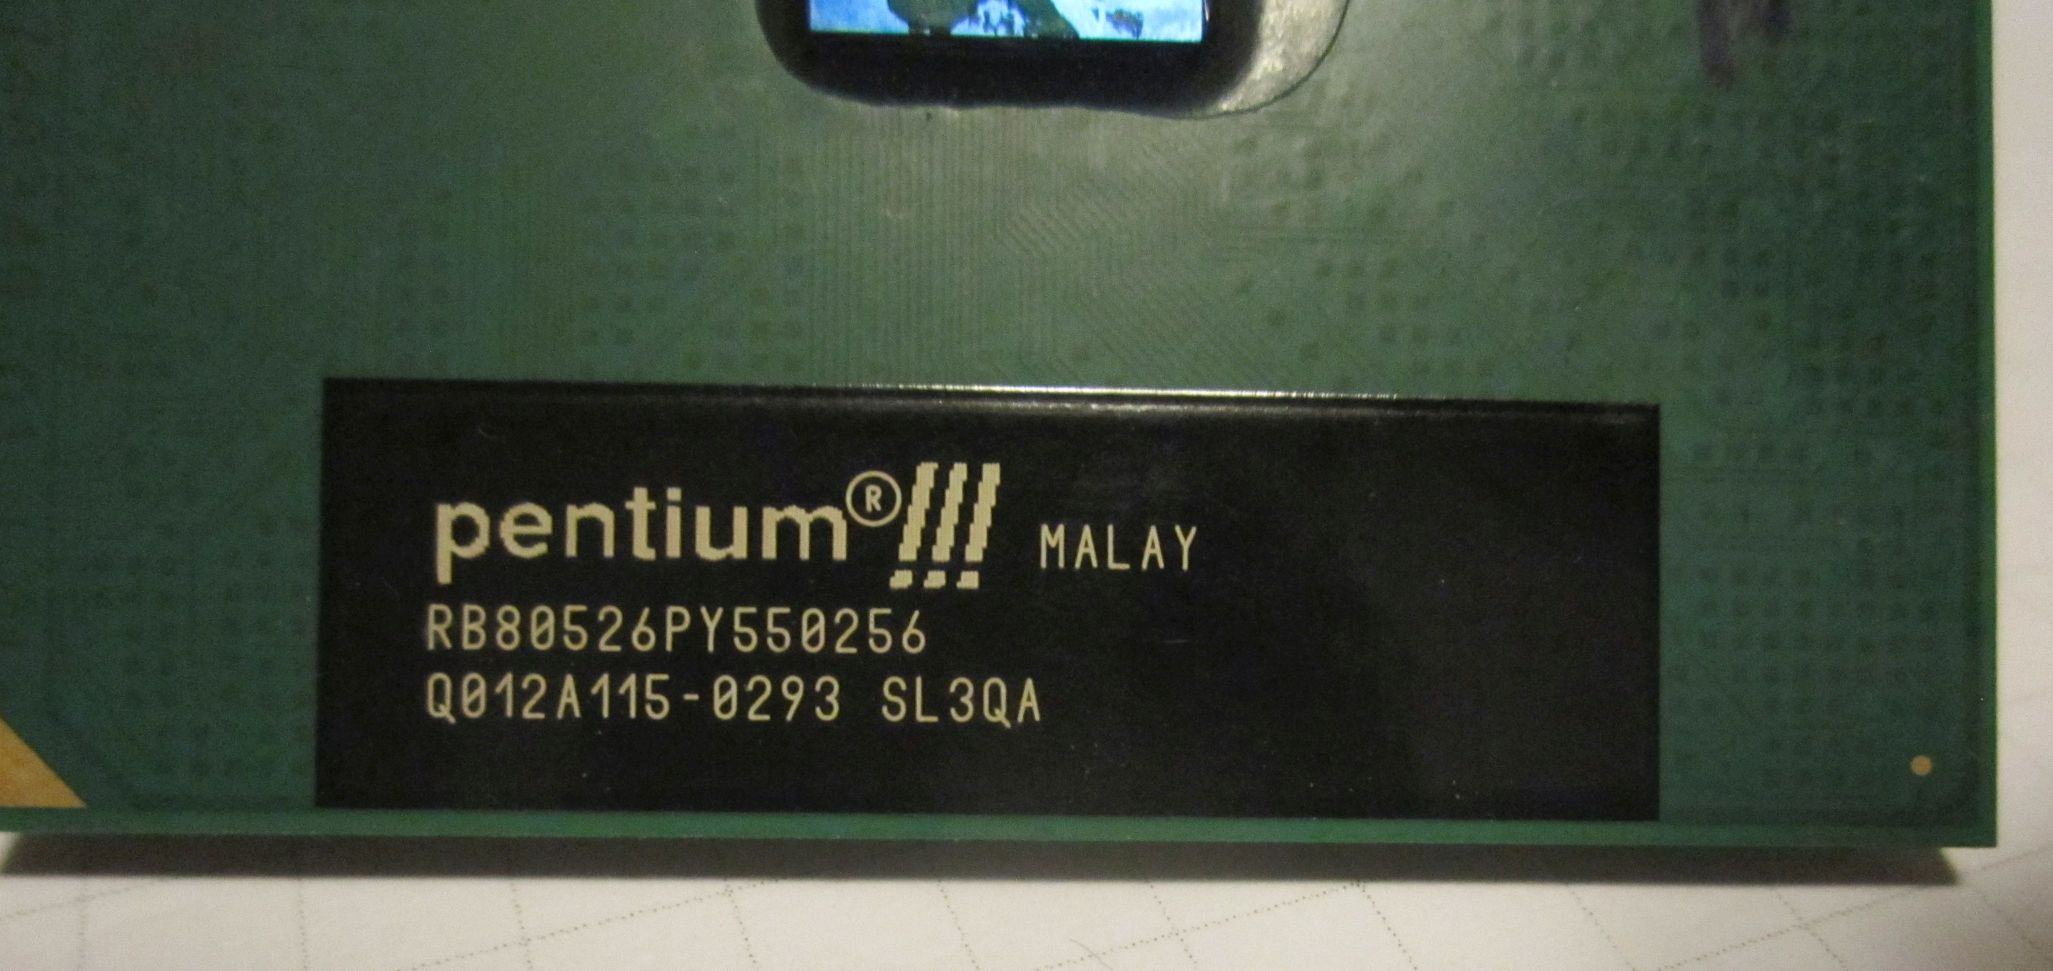 pentium®!!! MALAY
RB80526PY550256
Q012A115-0293 SL3QA